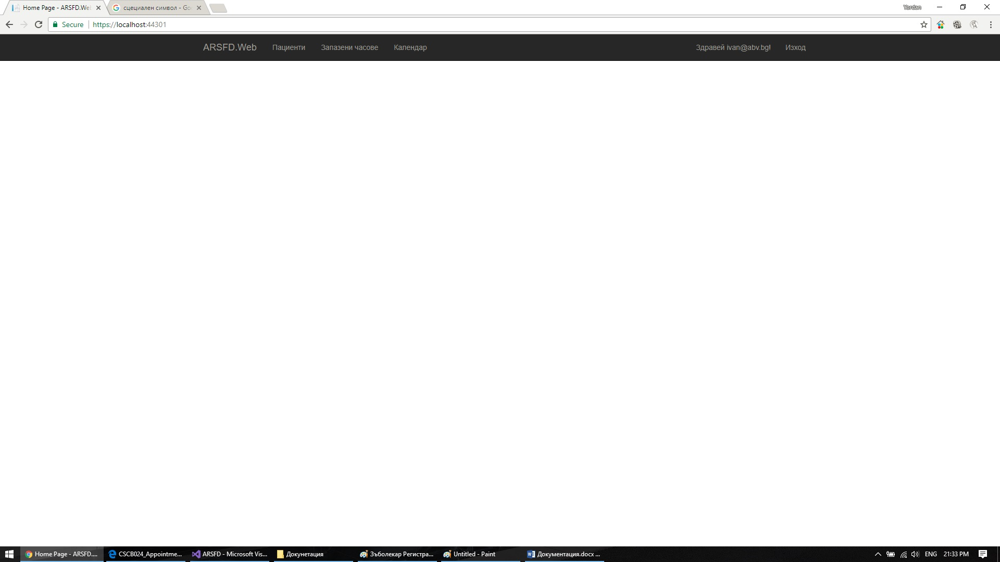 Home Page - ARSFD.We
сцециален символ - Go
Yordan
Secure
https://localhost:44301
ARSFD.Web
Пациенти
Запазени часове
Календар
Здравей ivan@abv.bg!
Изход
Home Page - ARSFD....
CSCB024_Appointme...
ARSFD - Microsoft Vis...
Докунетация
Зъболекар Регистра...
Untitled - Paint
Документация.docx ...
ENG
21:33 PM